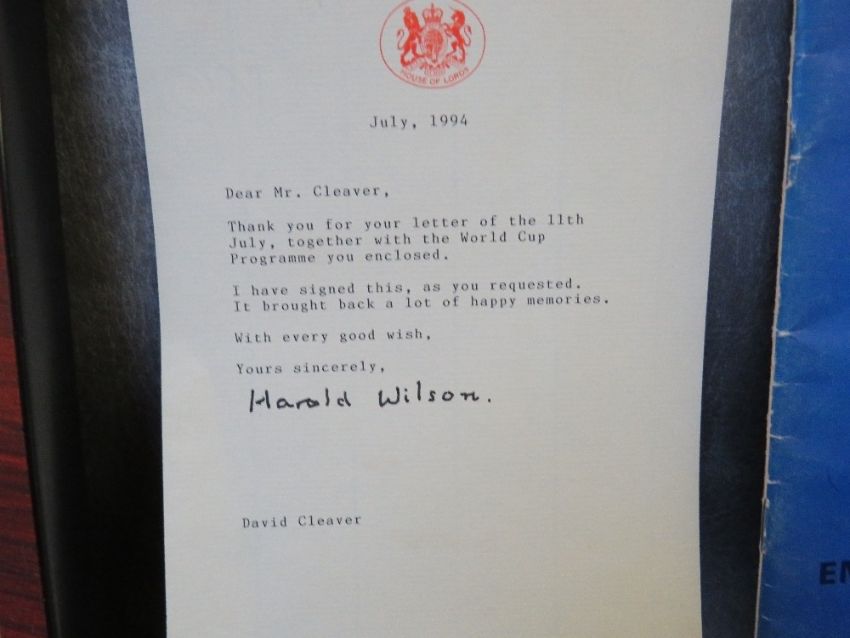 HOUSE OF LORDS
July, 1994
Dear Mr. Cleaver,
Thank you for your letter of the 11th
July, together with the World Cup
Programme you enclosed.
I have signed this, as you requested.
It brought back a lot of happy memories.
With every good wish,
Yours sincerely,
Harold Wilson.
David Cleaver